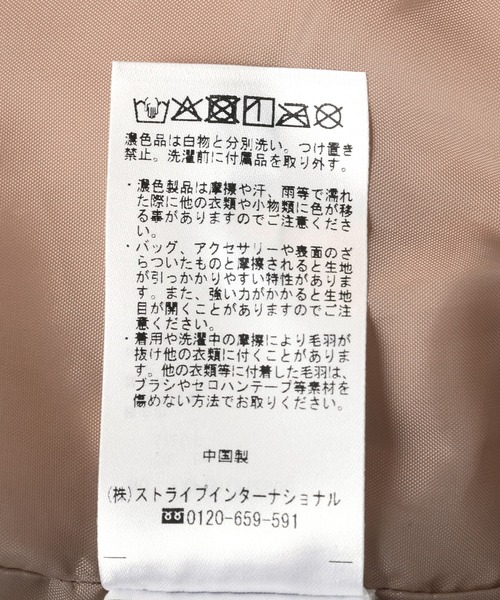 濃色品は白物と分別洗い。つけ置き
禁止。洗濯前に付属品を取り外す。
・濃色製品は摩擦や汗、雨等で濡れ
た際に他の衣類や小物類に色が移
る事がありますのでご注意くださ
い。
・バッグ、アクセサリーや表面のざ
らついたものと摩擦されると生地
が引っかかりやすい特性がありま
す。また、強い力がかかると生地
目が開くことがありますのでご注
意ください。
・着用や洗濯中の摩擦により毛羽が
抜け他の衣類に付くことがありま
す。他の衣類等に付着した毛羽は、
ブラシやセロハンテープ等素材を
傷めない方法でお取りください。
中国製
(株)ストライプインターナショナル
0120-659-591